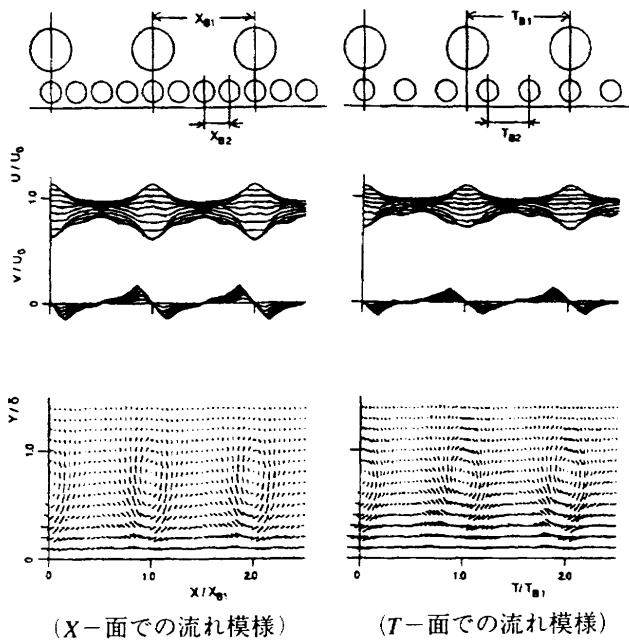 X_B1
T_B1
X_B2
T_B2
U/U_0
1.0
V/U_0
0
Y/δ
1.0
0
0
1.0
2.0
X/X_B1
0
1.0
2.0
T/T_B1
(X－面での流れ模様)
(T－面での流れ模様)